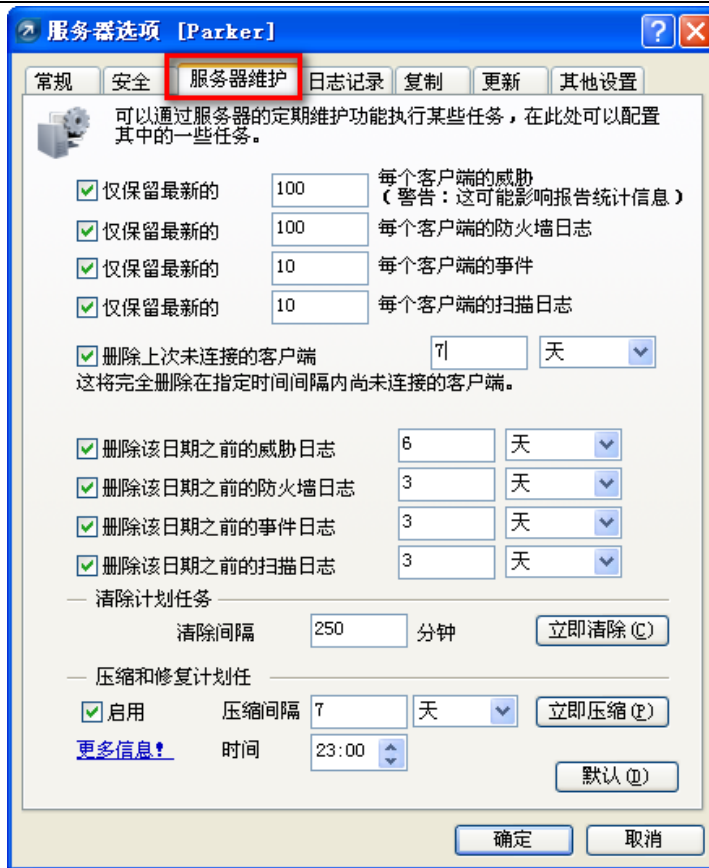 服务器选项 [Parker]
常规 安全 服务器维护 日志记录 复制 更新 其他设置
可以通过服务器的定期维护功能执行某些任务，在此处可以配置
其中的一些任务。
仅保留最新的 100 每个客户端的威胁
(警告：这可能影响报告统计信息)
仅保留最新的 100 每个客户端的防火墙日志
仅保留最新的 10 每个客户端的事件
仅保留最新的 10 每个客户端的扫描日志
删除上次未连接的客户端 7 天
这将完全删除在指定时间间隔内尚未连接的客户端。
删除该日期之前的威胁日志 6 天
删除该日期之前的防火墙日志 3 天
删除该日期之前的事件日志 3 天
删除该日期之前的扫描日志 3 天
清除计划任务
清除间隔 250 分钟 立即清除(C)
压缩和修复计划任
启用 压缩间隔 7 天 立即压缩(P)
更多信息! 时间 23:00
默认(D)
确定 取消